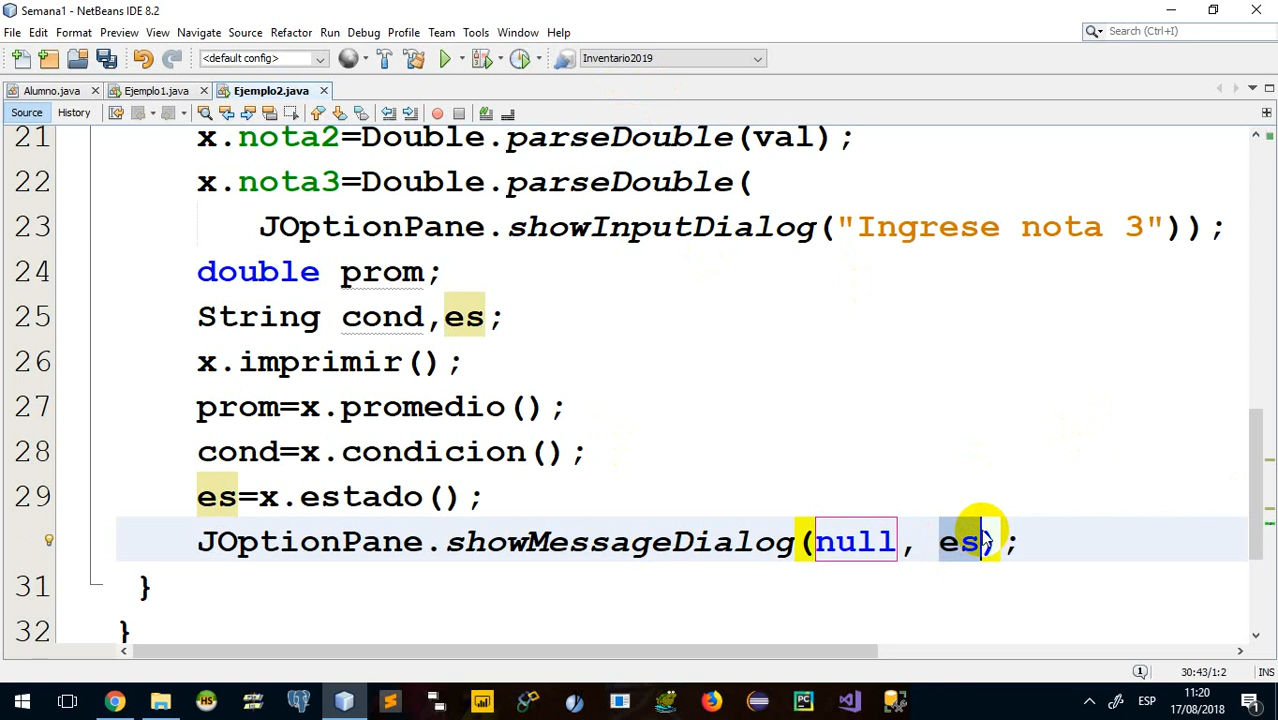 Semana1 - NetBeans IDE 8.2
File Edit Format Preview View Navigate Source Refactor Run Debug Profile Team Tools Window Help
Search (Ctrl+I)
<default config>
Inventario2019
Alumno.java
Ejemplo1.java
Ejemplo2.java
Source History
21 x.nota2=Double.parseDouble(val);
22 x.nota3=Double.parseDouble(
23 JOptionPane.showInputDialog("Ingrese nota 3"));
24 double prom;
25 String cond,es;
26 x.imprimir();
27 prom=x.promedio();
28 cond=x.condicion();
29 es=x.estado();
JOptionPane.showMessageDialog(null, es);
31 }
32 }
30:43/1:2 INS
ESP
11:20
17/08/2018